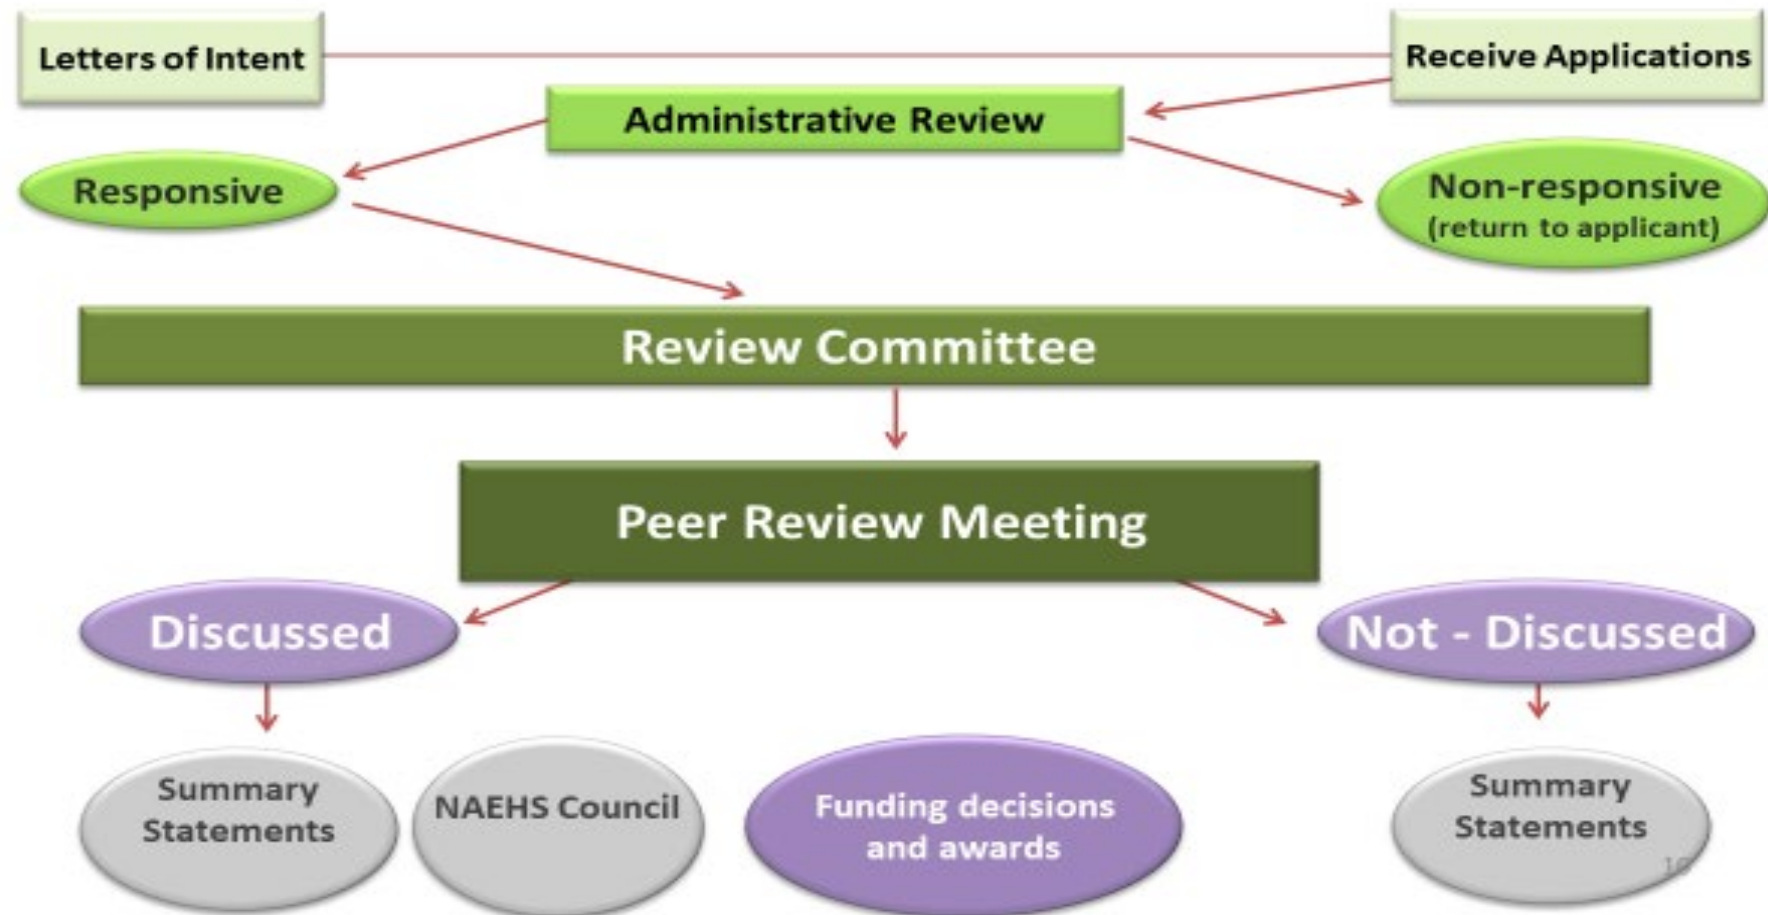 Letters of Intent
Receive Applications
Administrative Review
Responsive
Non-responsive
(return to applicant)
Review Committee
Peer Review Meeting
Discussed
Not - Discussed
Summary
Statements
NAEHS Council
Funding decisions
and awards
Summary
Statements